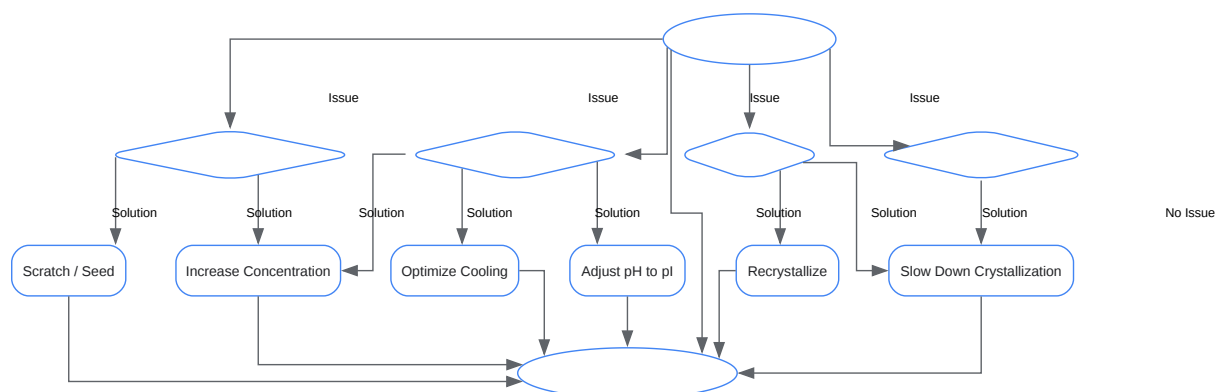 Issue
Issue
Issue
Issue
Solution
Solution
Solution
Solution
Solution
Solution
Solution
Solution
No Issue
Scratch / Seed
Increase Concentration
Optimize Cooling
Adjust pH to pI
Recrystallize
Slow Down Crystallization